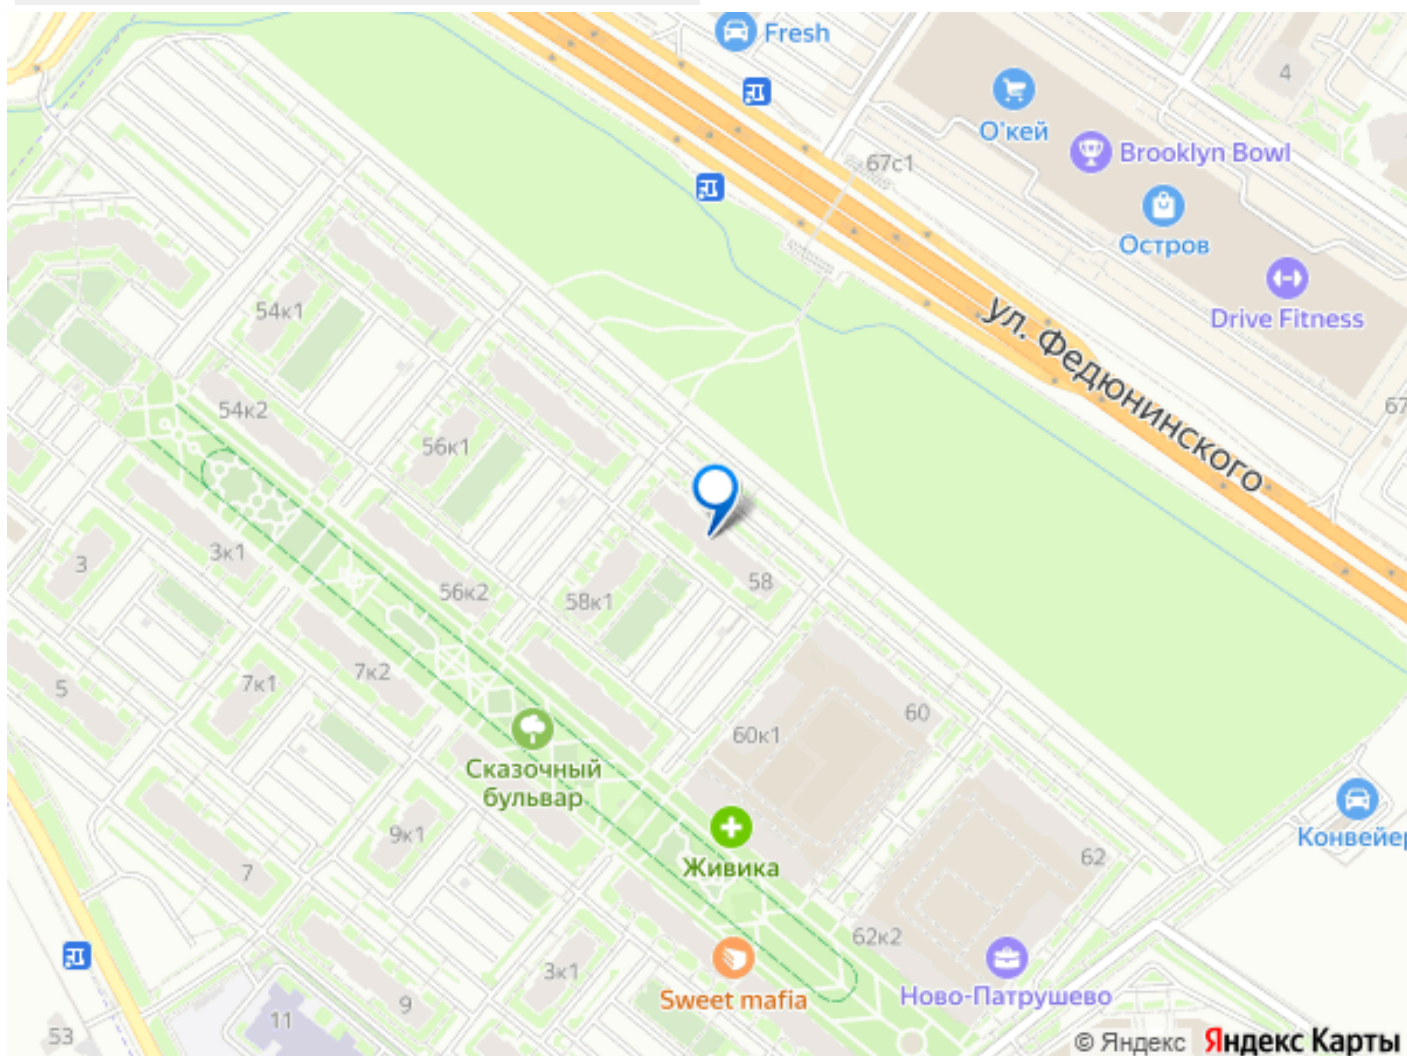 Fresh
4
О'кей
Brooklyn Bowl
67с1
Остров
Drive Fitness
54к1
ул. Федюнинского
67
54к2
56к1
3к1
3
56к2
58к1
58
7к2
7к1
5
60
60к1
Сказочный
бульвар
9к1
7
Живика
62
Конвейер
62к2
3к1
9
Sweet mafia
Ново-Патрушево
11
53
© Яндекс Яндекс Карты